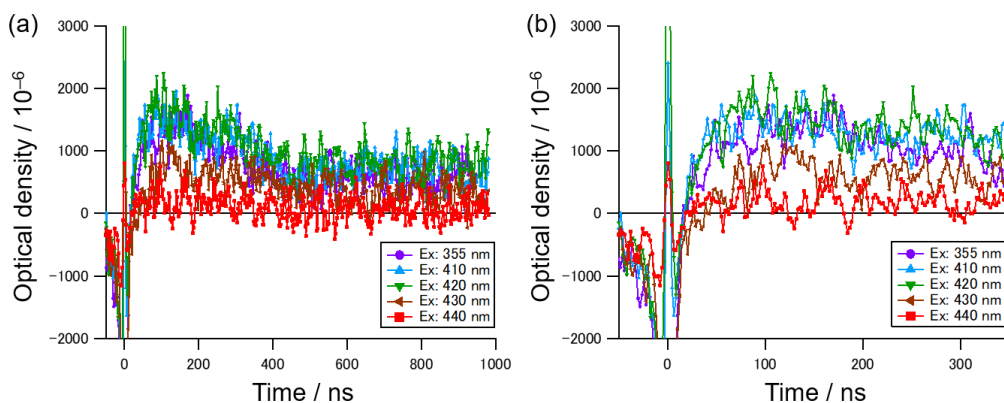 (a)
3000
2000
1000
0
−1000
−2000
Optical density / 10⁻⁶
0
200
400
600
800
1000
Time / ns
Ex: 355 nm
Ex: 410 nm
Ex: 420 nm
Ex: 430 nm
Ex: 440 nm
(b)
3000
2000
1000
0
−1000
−2000
Optical density / 10⁻⁶
0
100
200
300
Time / ns
Ex: 355 nm
Ex: 410 nm
Ex: 420 nm
Ex: 430 nm
Ex: 440 nm